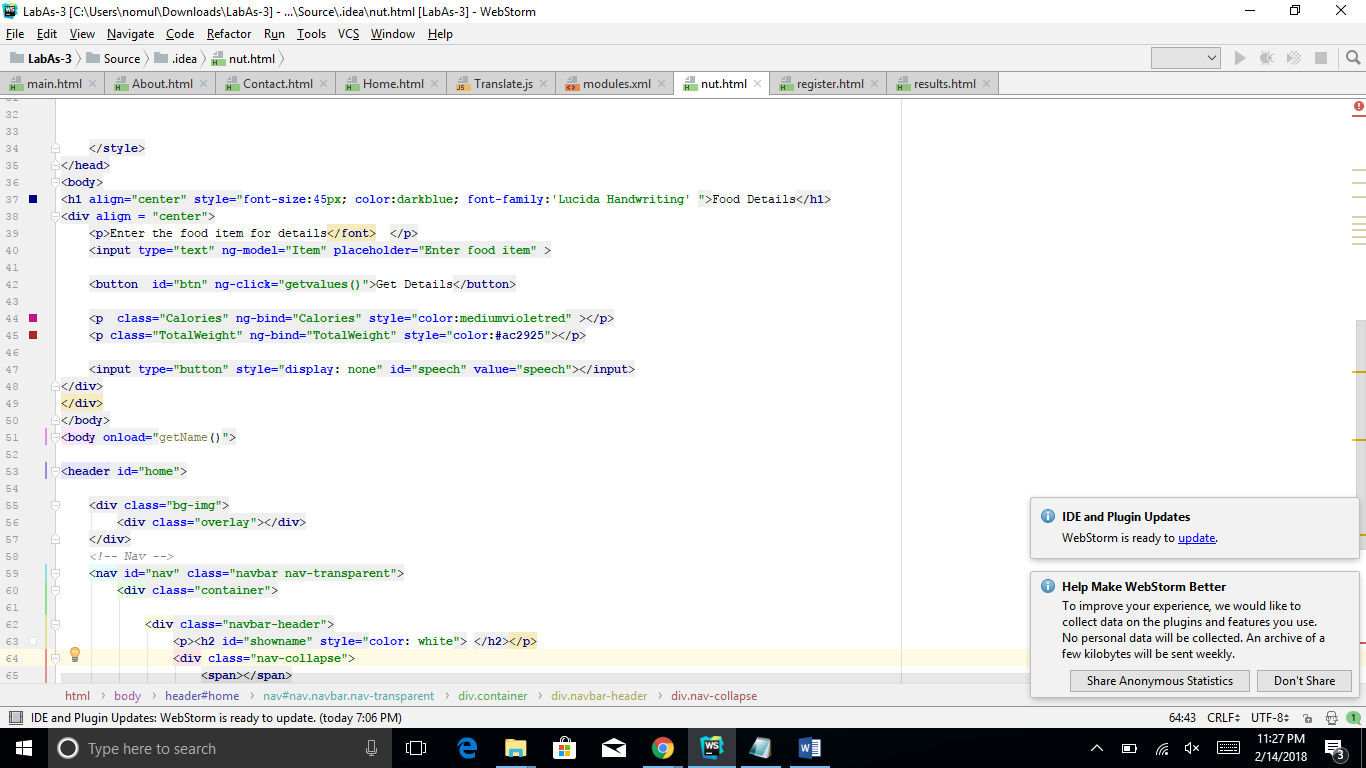 LabAs-3 [C:\Users\nomul\Downloads\LabAs-3] - ...\Source\.idea\nut.html [LabAs-3] - WebStorm
File Edit View Navigate Code Refactor Run Tools VCS Window Help
LabAs-3 Source .idea nut.html
main.html About.html Contact.html Home.html Translate.js modules.xml nut.html register.html results.html
32
33
34 </style>
35 </head>
36 <body>
37 <h1 align="center" style="font-size:45px; color:darkblue; font-family:'Lucida Handwriting' ">Food Details</h1>
38 <div align = "center">
39 <p>Enter the food item for details</font>  </p>
40 <input type="text" ng-model="Item" placeholder="Enter food item" >
41
42 <button  id="btn" ng-click="getvalues()">Get Details</button>
43
44 <p  class="Calories" ng-bind="Calories" style="color:mediumvioletred" ></p>
45 <p class="TotalWeight" ng-bind="TotalWeight" style="color:#ac2925"></p>
46
47 <input type="button" style="display: none" id="speech" value="speech"></input>
48 </div>
49 </div>
50 </body>
51 <body onload="getName()">
52
53 <header id="home">
54
55 <div class="bg-img">
56 <div class="overlay"></div>
57 </div>
58 <!-- Nav -->
59 <nav id="nav" class="navbar nav-transparent">
60 <div class="container">
61
62 <div class="navbar-header">
63 <p><h2 id="showname" style="color: white"> </h2></p>
64 <div class="nav-collapse">
65 <span></span>
IDE and Plugin Updates
WebStorm is ready to update.
Help Make WebStorm Better
To improve your experience, we would like to
collect data on the plugins and features you use.
No personal data will be collected. An archive of a
few kilobytes will be sent weekly.
Share Anonymous Statistics Don't Share
html body header#home nav#nav.navbar.nav-transparent div.container div.navbar-header div.nav-collapse
IDE and Plugin Updates: WebStorm is ready to update. (today 7:06 PM) 64:43 CRLF UTF-8 1
Type here to search
11:27 PM
2/14/2018
3